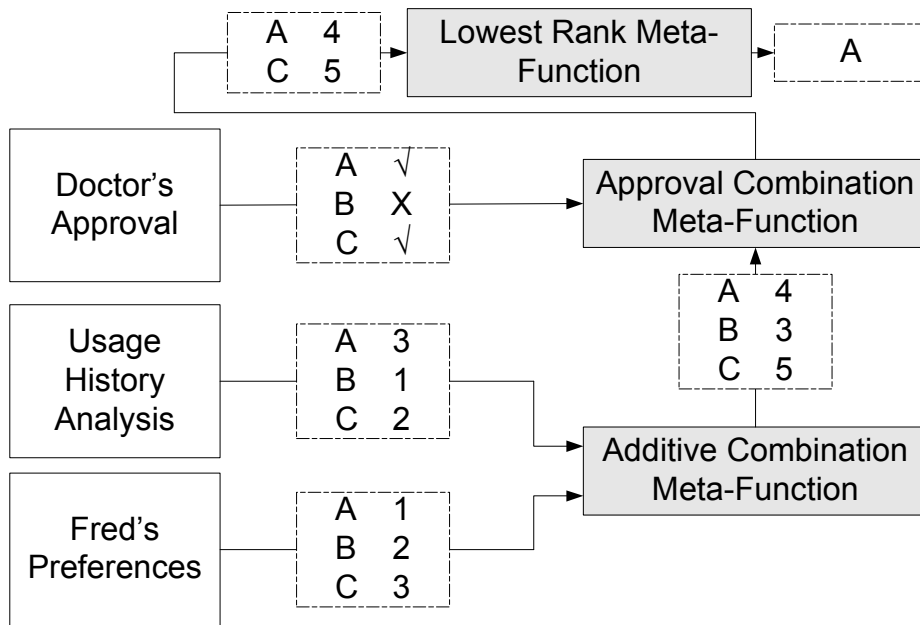 A 4
C 5
Lowest Rank Meta-
Function
A
Doctor's
Approval
A √
B X
C √
Approval Combination
Meta-Function
A 4
B 3
C 5
Usage
History
Analysis
A 3
B 1
C 2
Additive Combination
Meta-Function
Fred's
Preferences
A 1
B 2
C 3